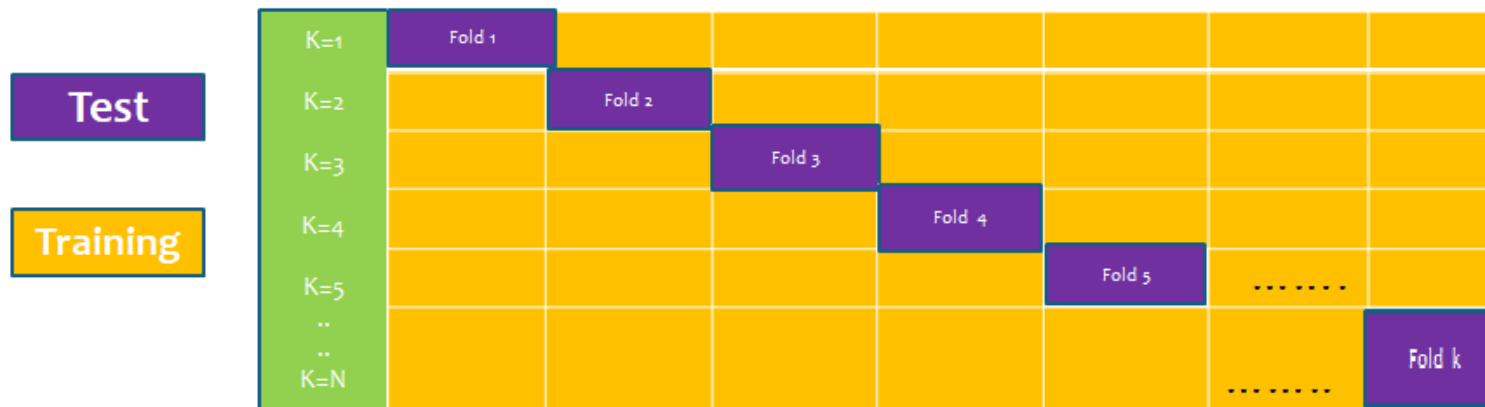 K=1 Fold 1
Test K=2 Fold 2
K=3 Fold 3
Training K=4 Fold 4
K=5 Fold 5 .......
..
..
K=N ........ Fold k